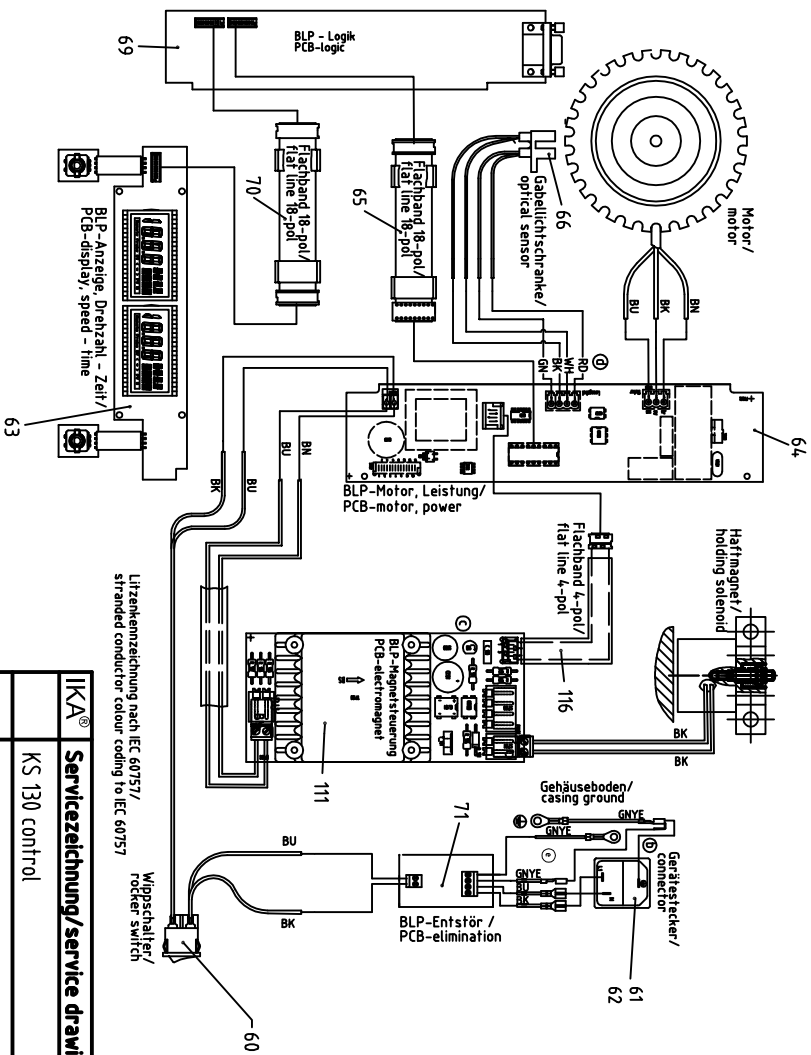 69
BLP - Logik
PCB-logic
Flachband 18-pol/
flat line 18-pol
70
Flachband 18-pol/
flat line 18-pol
65
66
Gabellichtschranke/
optical sensor
Motor/
motor
BU
BK
BN
GN
BK
WH
RD
d
BLP-Anzeige, Drehzahl - Zeit/
PCB-display, speed - time
63
64
BLP-Motor, Leistung/
PCB-motor, power
BK
BU
BU
BN
Flachband 4-pol/
flat line 4-pol
116
Haftmagnet/
holding solenoid
BK
BK
c
BLP-Magnetsteuerung
PCB-electromagnet
111
Litzenkennzeichnung nach IEC 60757/
stranded conductor colour coding to IEC 60757
Gehäuseboden/
casing ground
GNYE
GNYE
e
b
Gerätestecker/
connector
61
62
GNYE
BU
BK
71
BLP-Entstör /
PCB-elimination
BU
BK
Wippschalter/
rocker switch
60
IKA®
Servicezeichnung/service drawi
KS 130 control